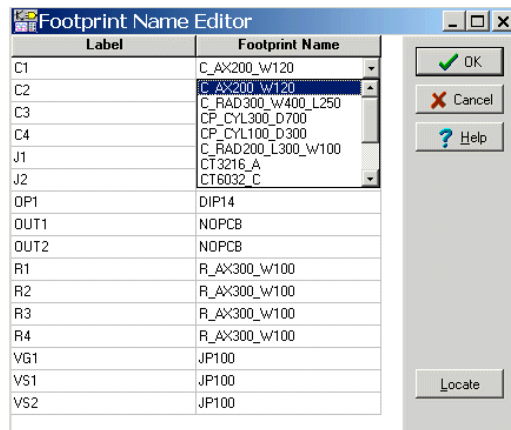 Footprint Name Editor
Label Footprint Name
C1 C_AX200_W120
C2 C_AX200_W120
C_RAD300_W400_L250
C3 CP_CYL300_D700
C4 CP_CYL100_D300
C_RAD200_L300_W100
J1 CT3216_A
J2 CT6032_C
OP1 DIP14
OUT1 NOPCB
OUT2 NOPCB
R1 R_AX300_W100
R2 R_AX300_W100
R3 R_AX300_W100
R4 R_AX300_W100
VG1 JP100
VS1 JP100
VS2 JP100
OK
Cancel
Help
Locate